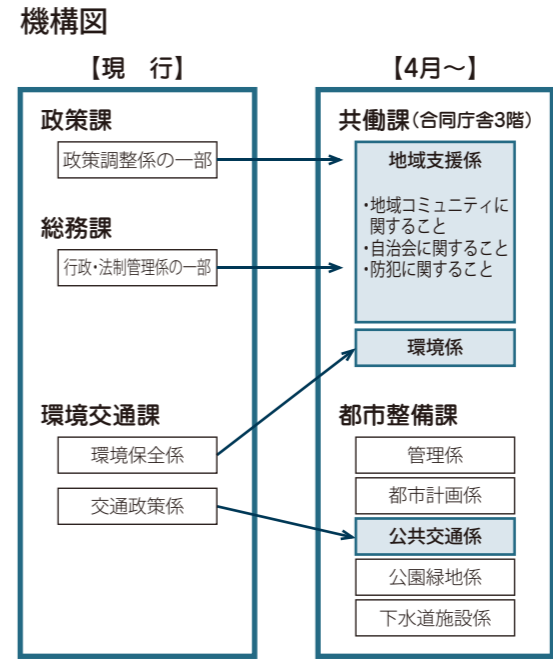 機構図
【現　行】
政策課
政策調整係の一部
総務課
行政・法制管理係の一部
環境交通課
環境保全係
交通政策係
【4月～】
共働課(合同庁舎3階)
地域支援係
・地域コミュニティに
関すること
・自治会に関すること
・防犯に関すること
環境係
都市整備課
管理係
都市計画係
公共交通係
公園緑地係
下水道施設係